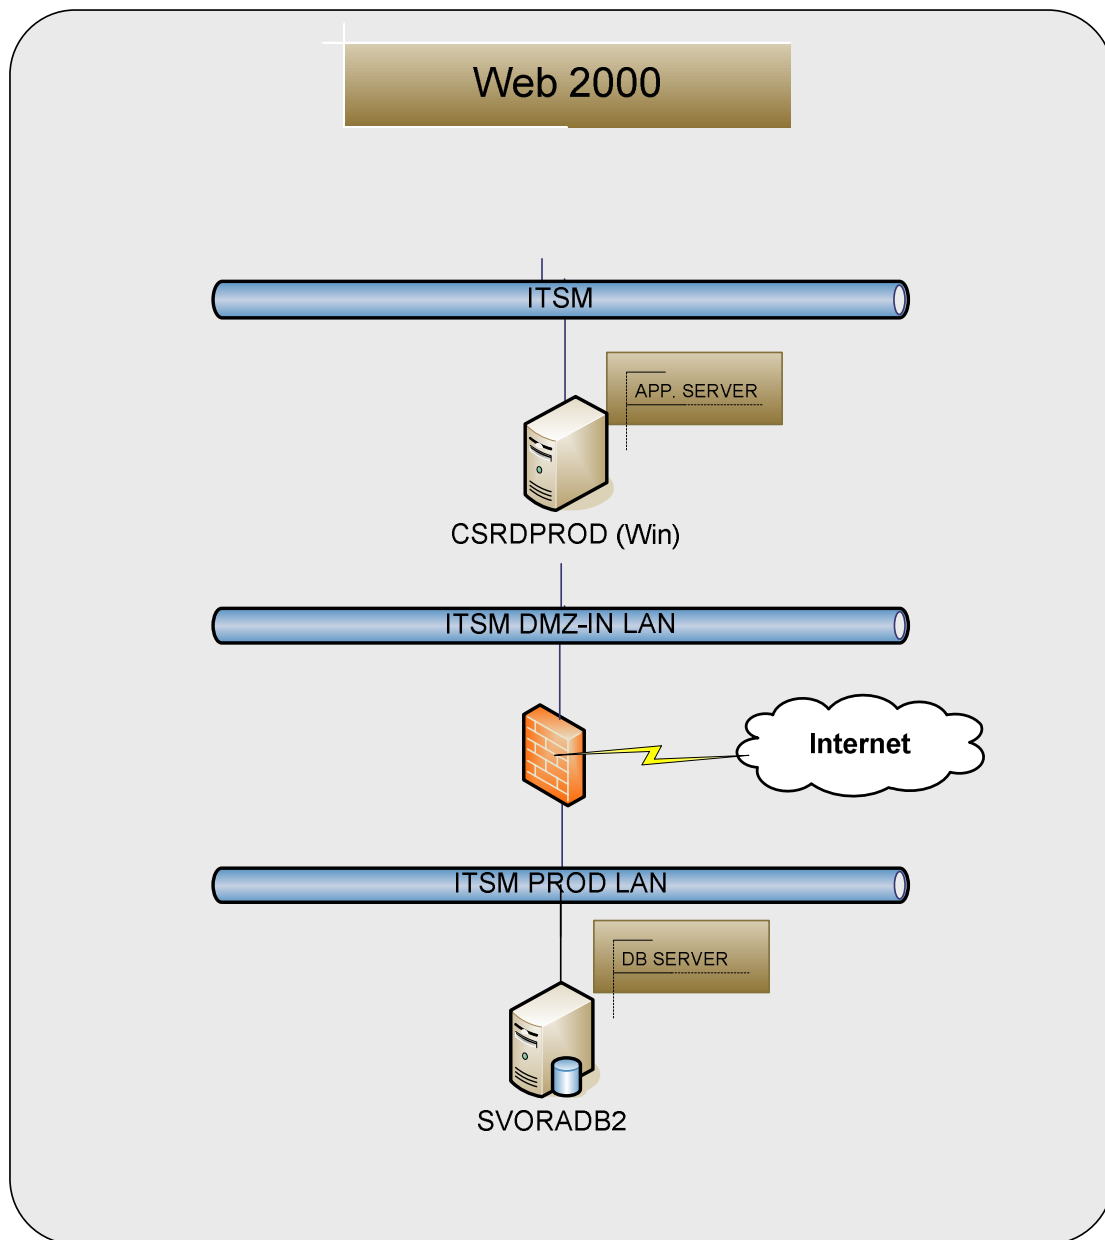 Web 2000
ITSM
APP. SERVER
CSRDPROD (Win)
ITSM DMZ-IN LAN
Internet
ITSM PROD LAN
DB SERVER
SVORADB2